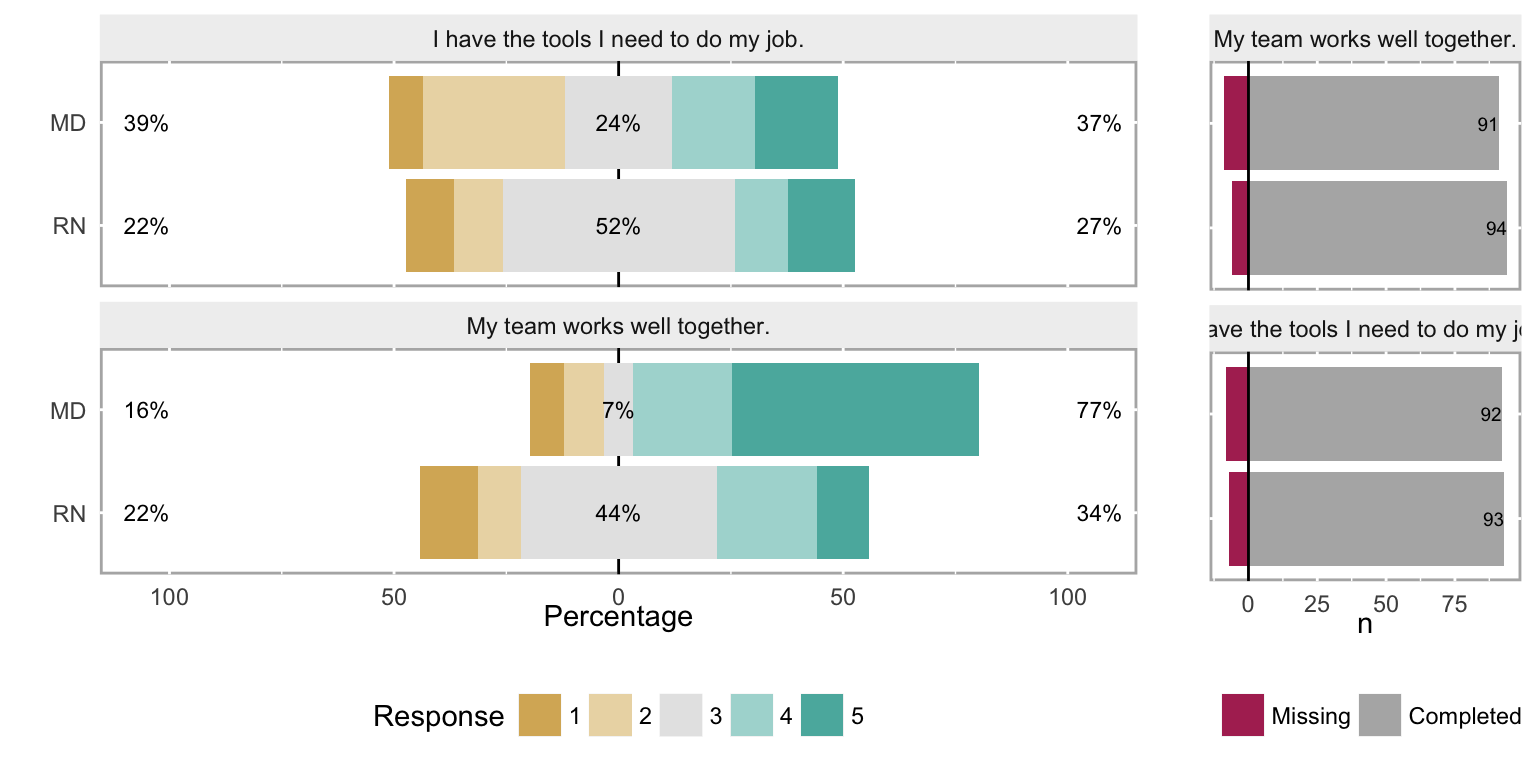 I have the tools I need to do my job.
MD 39% 24% 37%
RN 22% 52% 27%
My team works well together.
MD 16% 7% 77%
RN 22% 44% 34%
100 50 0 50 100
Percentage
Response 1 2 3 4 5
My team works well together.
91
94
ave the tools I need to do my
92
93
0 25 50 75
n
Missing Completed